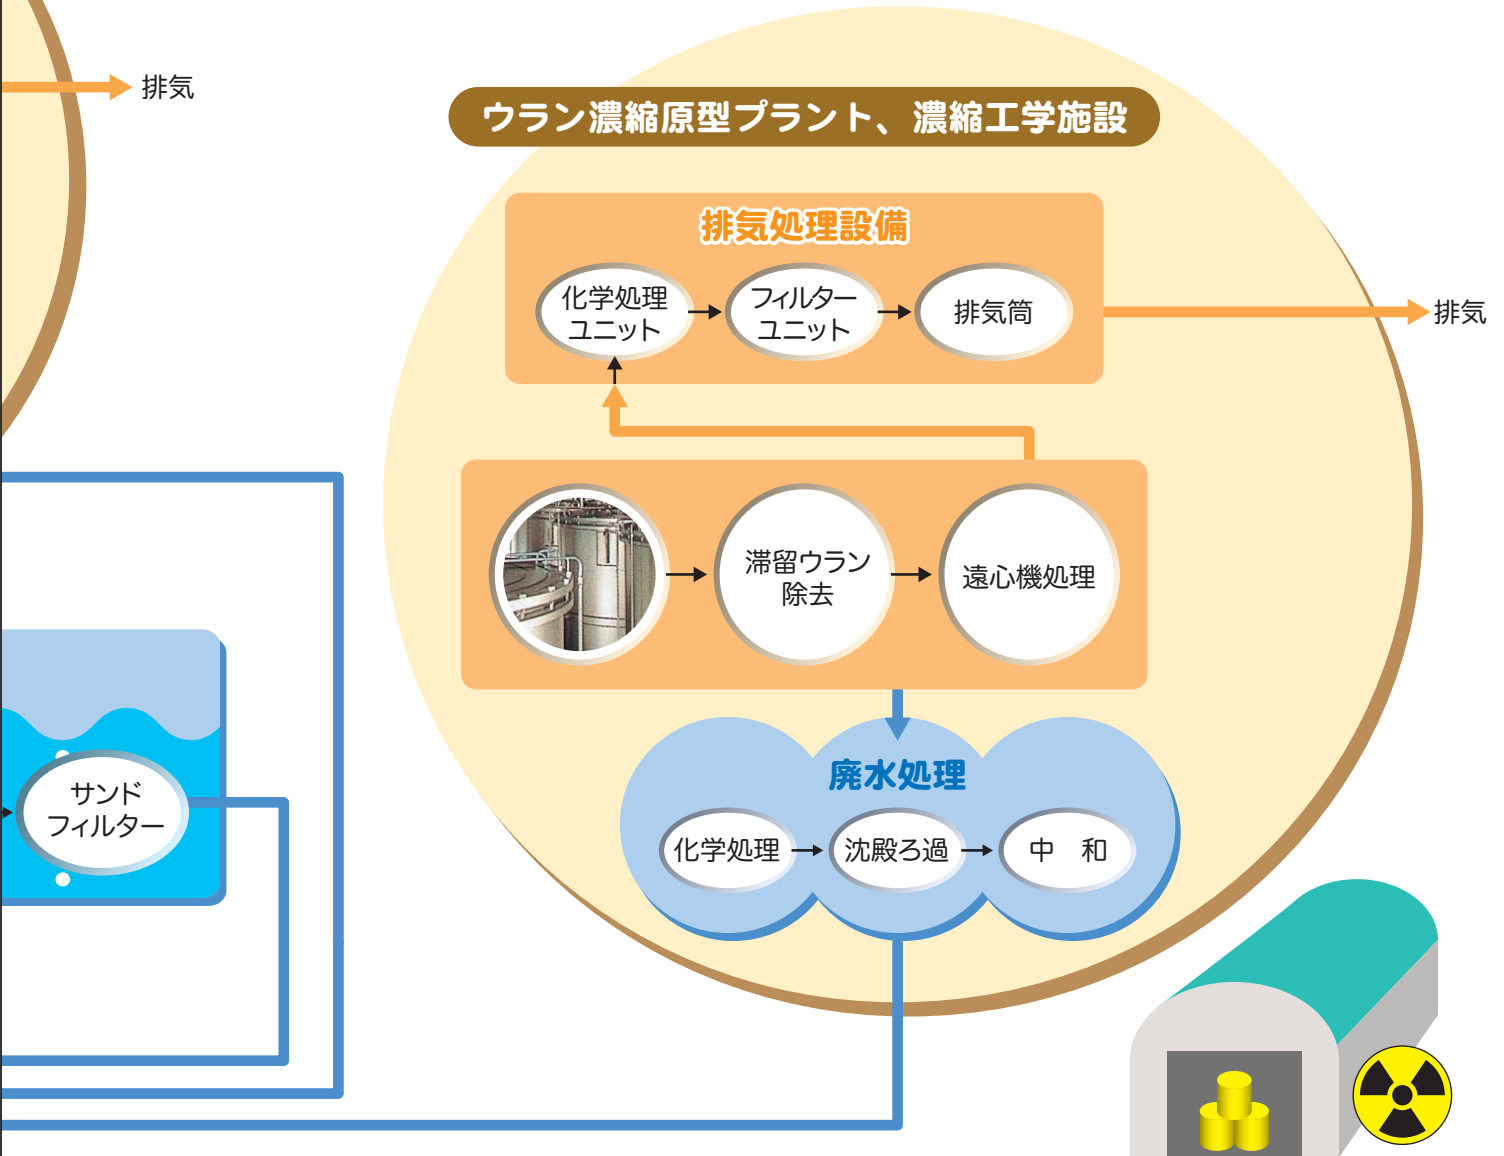 排気
ウラン濃縮原型プラント、濃縮工学施設
排気処理設備
化学処理
ユニット
フィルター
ユニット
排気筒
排気
滞留ウラン
除去
遠心機処理
廃水処理
化学処理
沈殿ろ過
中　和
サンド
フィルター